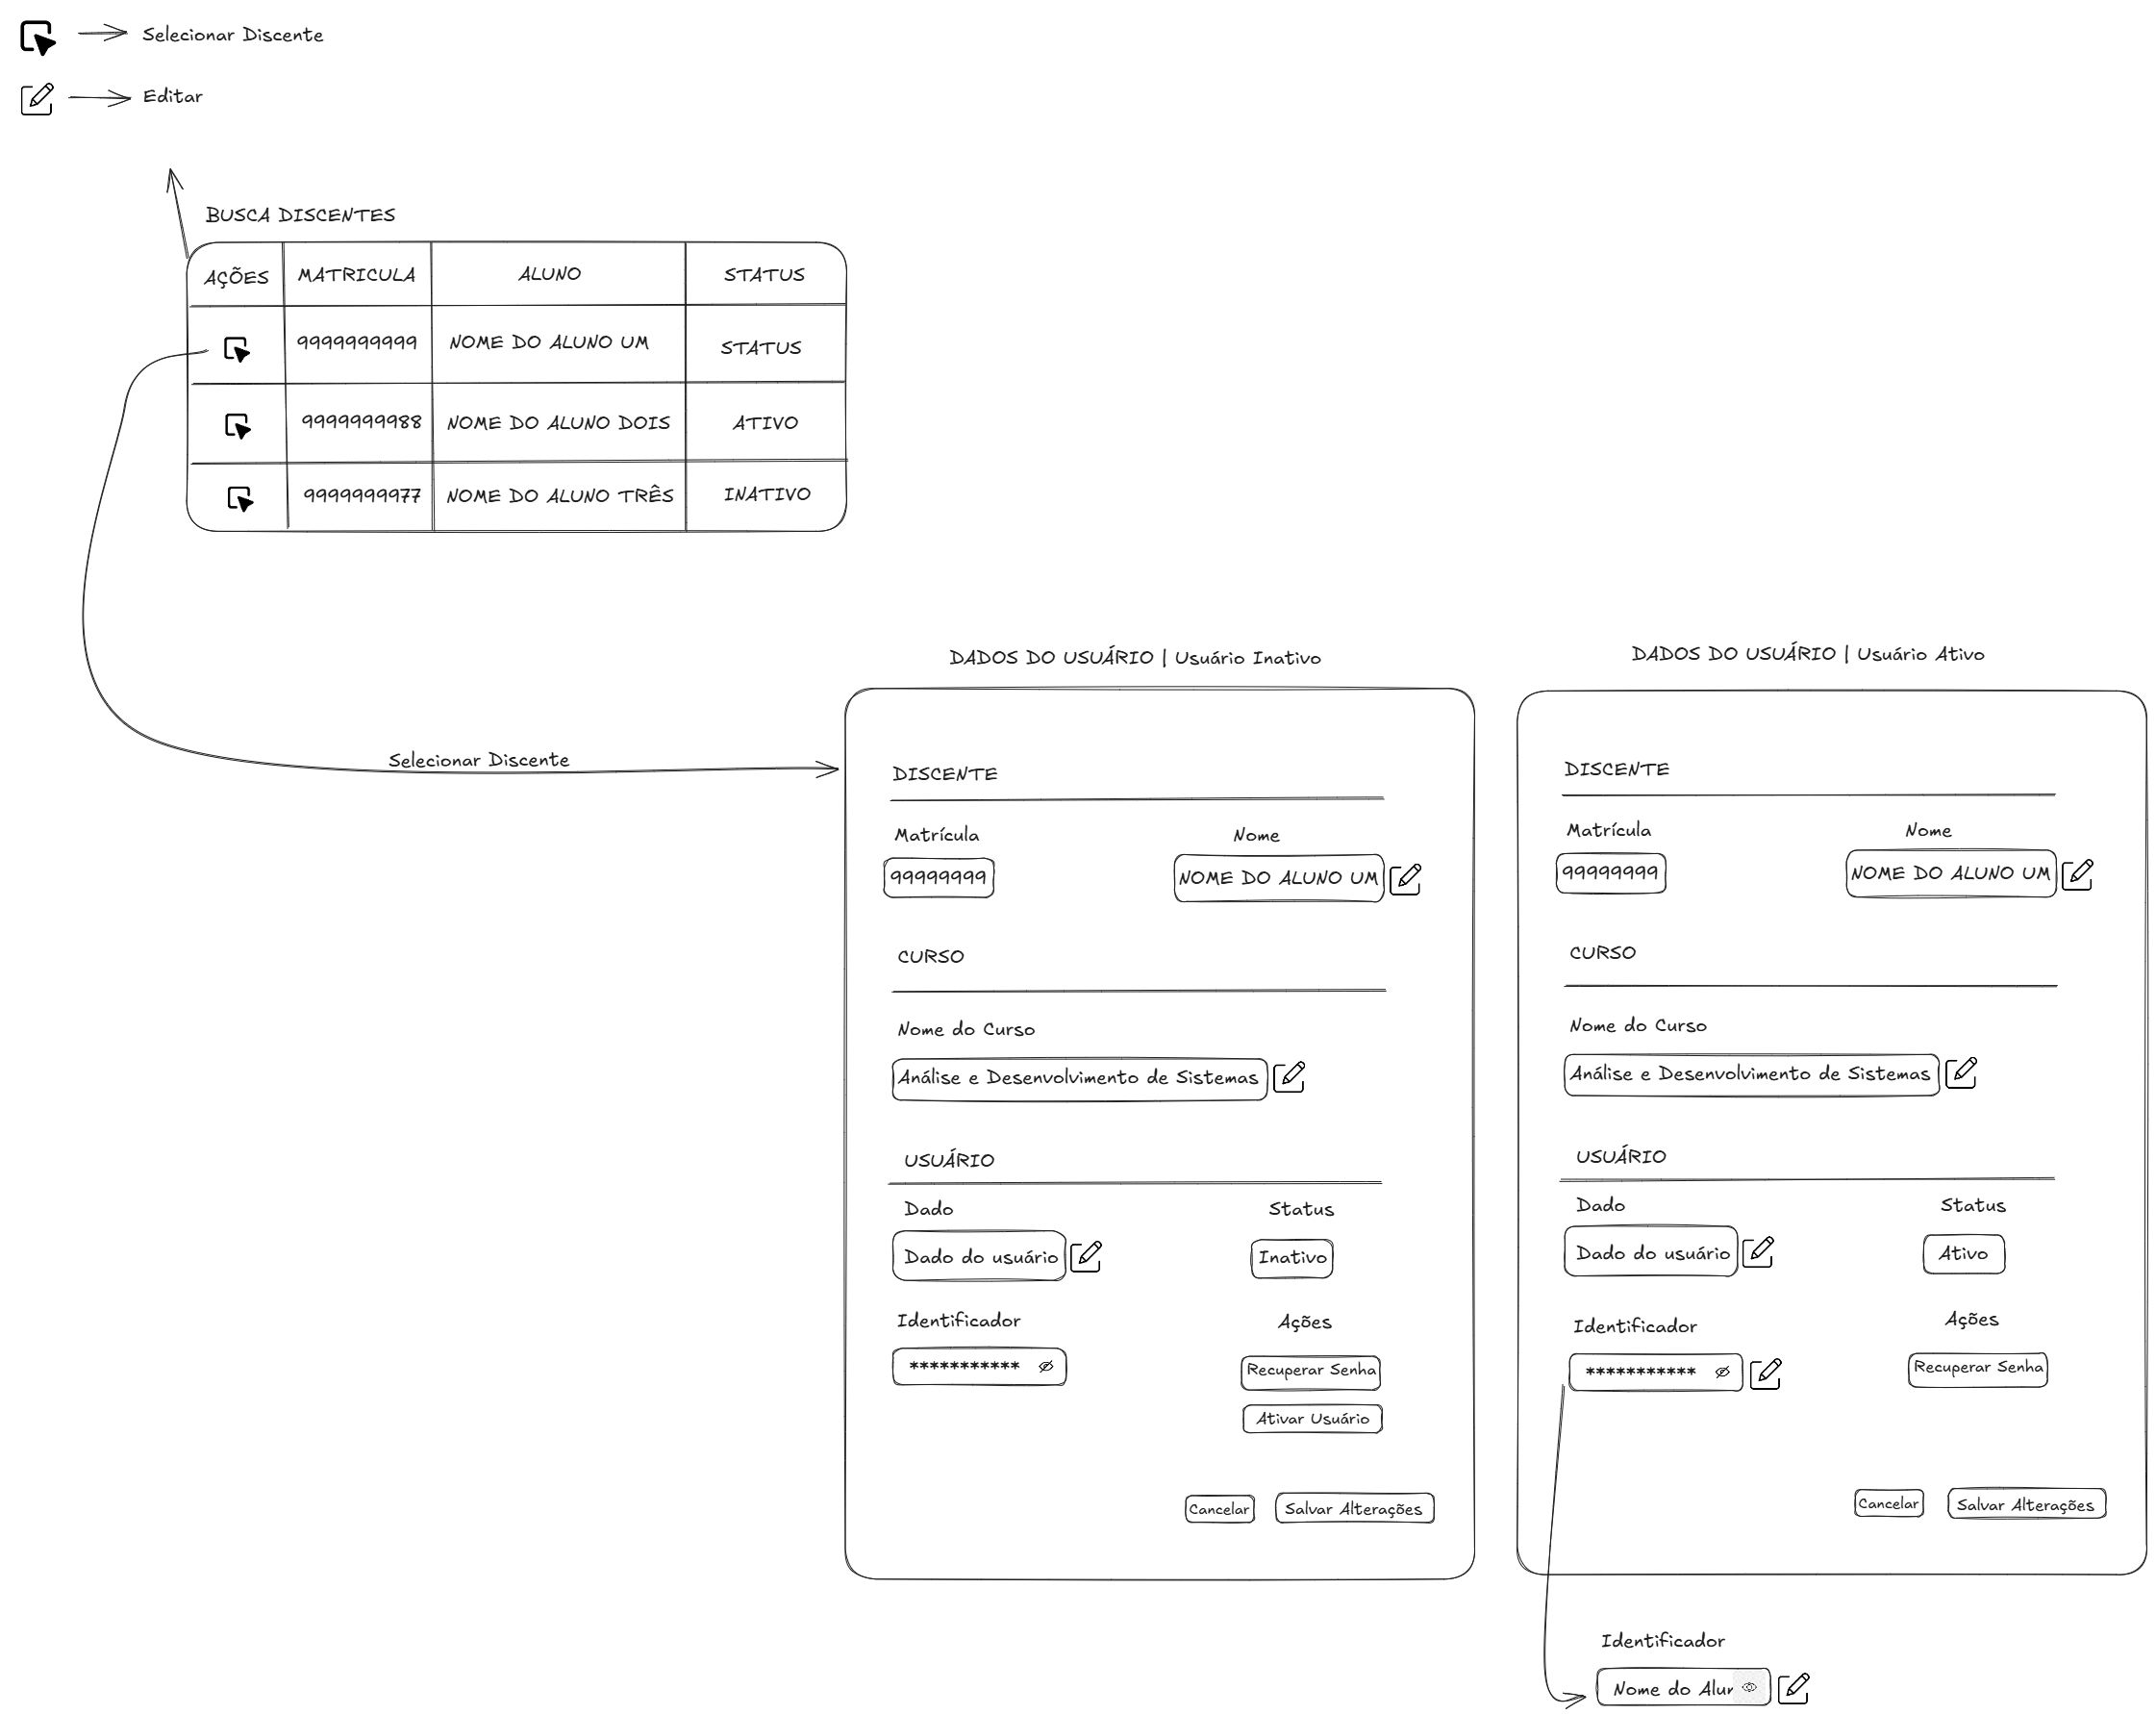 Selecionar Discente
Editar
BUSCA DISCENTES
AÇÕES MATRICULA ALUNO STATUS
9999999999 NOME DO ALUNO UM STATUS
9999999988 NOME DO ALUNO DOIS ATIVO
9999999977 NOME DO ALUNO TRÊS INATIVO
Selecionar Discente
DADOS DO USUÁRIO | Usuário Inativo
DISCENTE
Matrícula Nome
99999999 NOME DO ALUNO UM
CURSO
Nome do Curso
Análise e Desenvolvimento de Sistemas
USUÁRIO
Dado Status
Dado do usuário Inativo
Identificador Ações
*********** Recuperar Senha
Ativar Usuário
Cancelar Salvar Alterações
DADOS DO USUÁRIO | Usuário Ativo
DISCENTE
Matrícula Nome
99999999 NOME DO ALUNO UM
CURSO
Nome do Curso
Análise e Desenvolvimento de Sistemas
USUÁRIO
Dado Status
Dado do usuário Ativo
Identificador Ações
*********** Recuperar Senha
Cancelar Salvar Alterações
Identificador
Nome do Alun